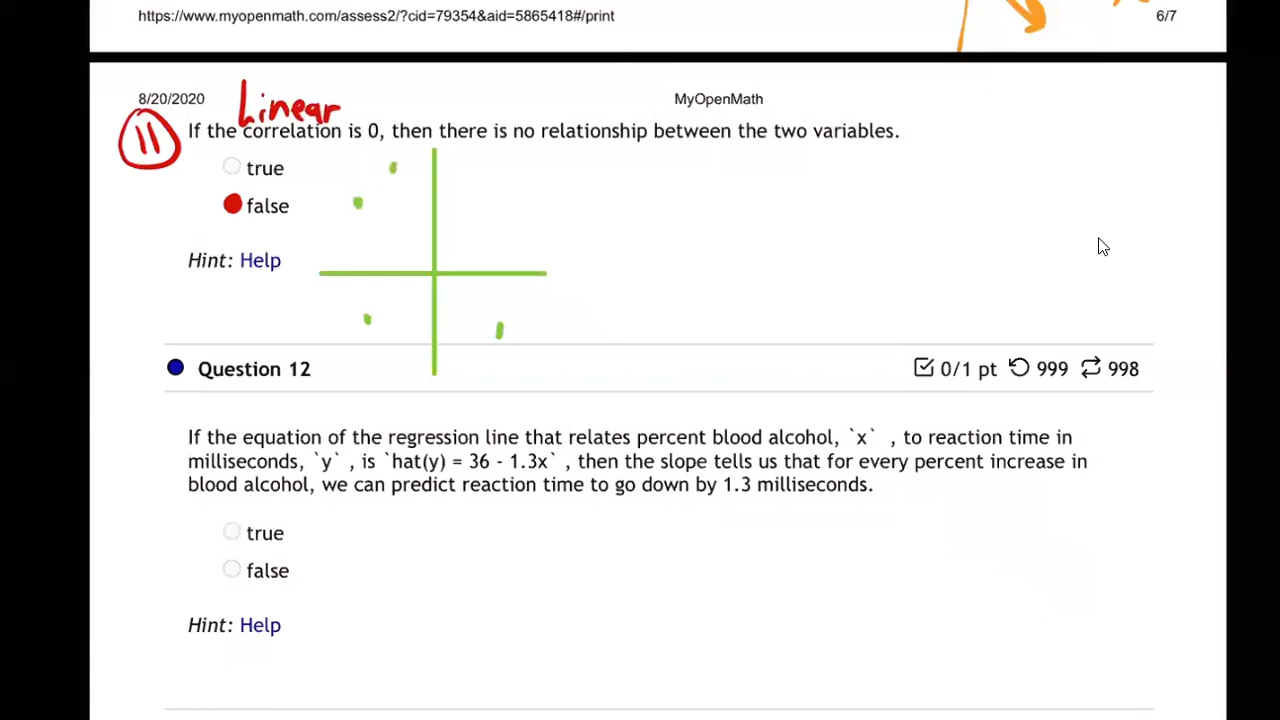 https://www.myopenmath.com/assess2/?cid=79354&aid=5865418#/print 6/7
8/20/2020 MyOpenMath
Linear
11 If the correlation is 0, then there is no relationship between the two variables.
true
false
Hint: Help
Question 12 0/1 pt 999 998
If the equation of the regression line that relates percent blood alcohol, `x` , to reaction time in
milliseconds, `y` , is `hat(y) = 36 - 1.3x` , then the slope tells us that for every percent increase in
blood alcohol, we can predict reaction time to go down by 1.3 milliseconds.
true
false
Hint: Help